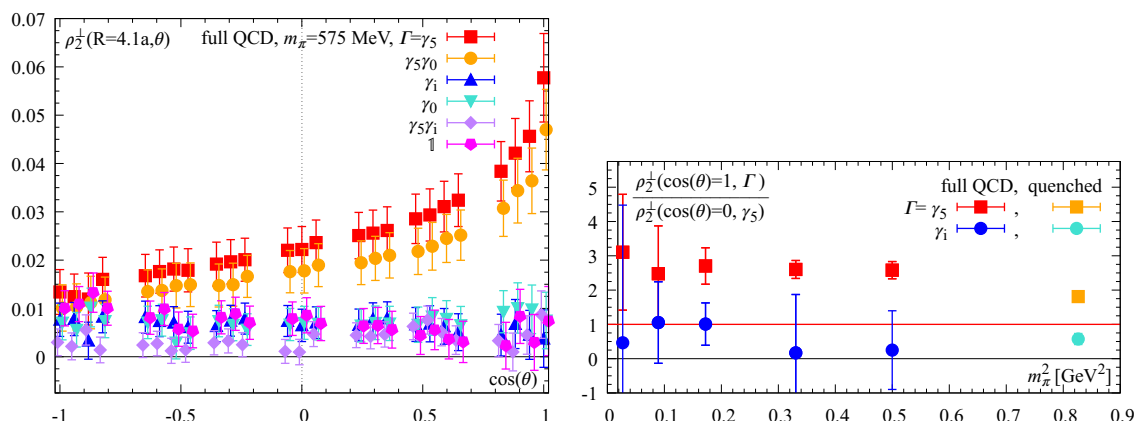 0.07
0.06
0.05
0.04
0.03
0.02
0.01
0
ρ₂^⊥(R=4.1a,θ)
full QCD, m_π=575 MeV, Γ=γ₅
γ₅γ₀
γᵢ
γ₀
γ₅γᵢ
𝟙
cos(θ)
-1 -0.5 0 0.5 1
5
4
3
2
1
0
-1
ρ₂^⊥(cos(θ)=1, Γ)
ρ₂^⊥(cos(θ)=0, γ₅)
full QCD, quenched
Γ= γ₅ ,
γᵢ ,
m_π² [GeV²]
0 0.1 0.2 0.3 0.4 0.5 0.6 0.7 0.8 0.9